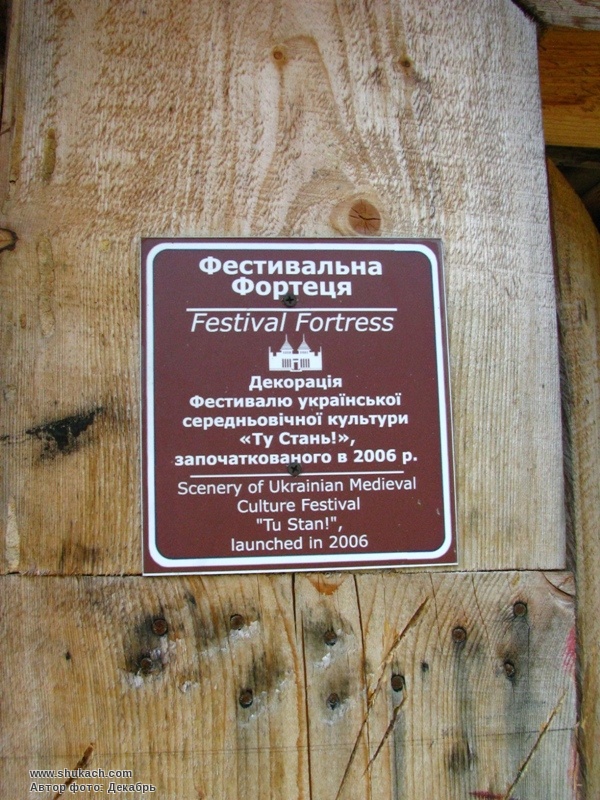 Фестивальна
Фортеця
Festival Fortress
Декорація
Фестивалю української
середньовічної культури
«Ту Стань!»,
започаткованого в 2006 р.
Scenery of Ukrainian Medieval
Culture Festival
"Tu Stan!",
launched in 2006
www.shukach.com
Автор фото: Декабрь